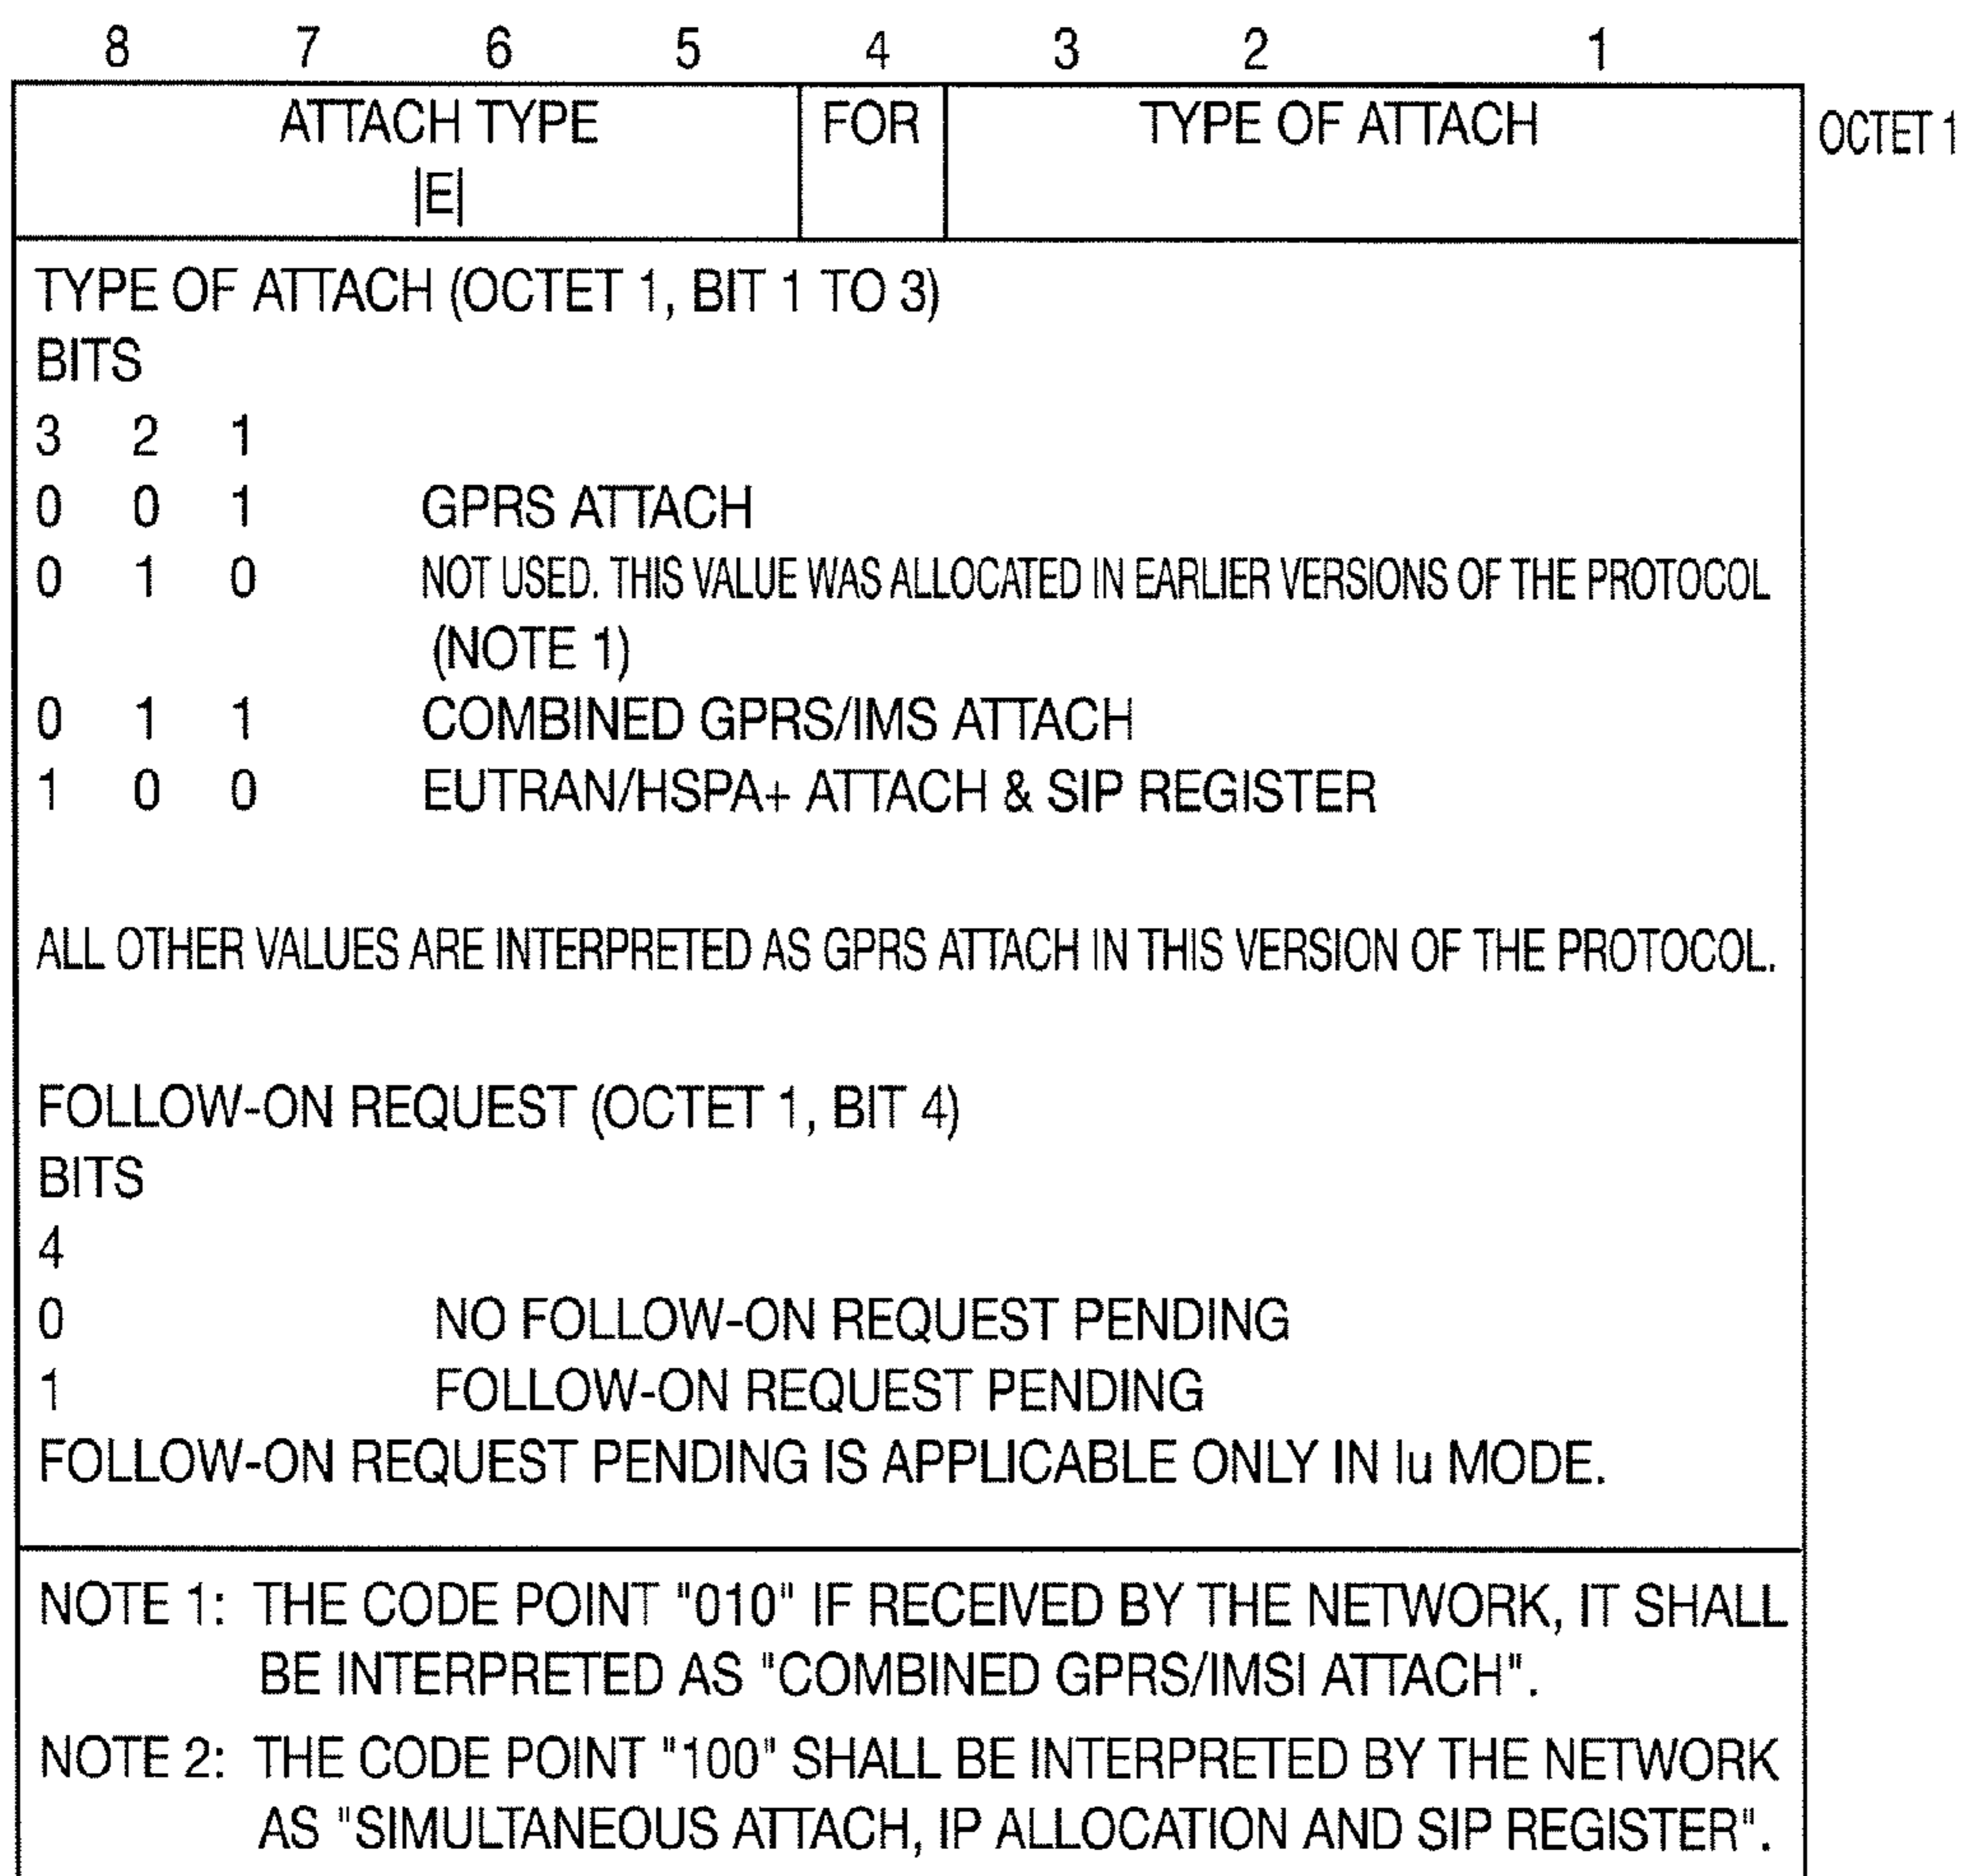 8 7 6 5 4 3 2 1
ATTACH TYPE FOR TYPE OF ATTACH OCTET 1
|E|
TYPE OF ATTACH (OCTET 1, BIT 1 TO 3)
BITS
3 2 1
0 0 1 GPRS ATTACH
0 1 0 NOT USED. THIS VALUE WAS ALLOCATED IN EARLIER VERSIONS OF THE PROTOCOL
(NOTE 1)
0 1 1 COMBINED GPRS/IMS ATTACH
1 0 0 EUTRAN/HSPA+ ATTACH & SIP REGISTER
ALL OTHER VALUES ARE INTERPRETED AS GPRS ATTACH IN THIS VERSION OF THE PROTOCOL.
FOLLOW-ON REQUEST (OCTET 1, BIT 4)
BITS
4
0 NO FOLLOW-ON REQUEST PENDING
1 FOLLOW-ON REQUEST PENDING
FOLLOW-ON REQUEST PENDING IS APPLICABLE ONLY IN Iu MODE.
NOTE 1: THE CODE POINT "010" IF RECEIVED BY THE NETWORK, IT SHALL
BE INTERPRETED AS "COMBINED GPRS/IMSI ATTACH".
NOTE 2: THE CODE POINT "100" SHALL BE INTERPRETED BY THE NETWORK
AS "SIMULTANEOUS ATTACH, IP ALLOCATION AND SIP REGISTER".